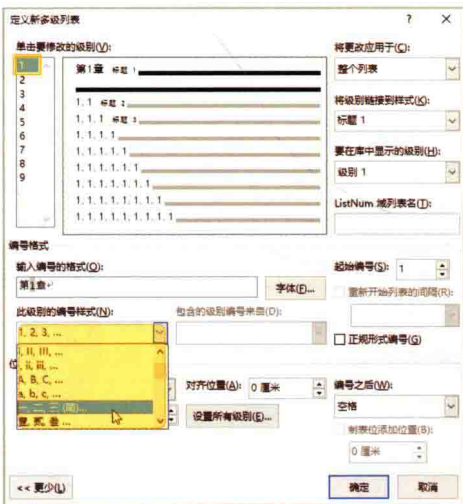 定义新多级列表 ? ×
单击要修改的级别(V): 将更改应用于(C):
1 第1章 标题 1 整个列表
2
3 1.1 标题 2 将级别链接到样式(K):
4 1.1.1 标题 3 标题 1
5 1.1.1.1
6 1.1.1.1.1 要在库中显示的级别(H):
7 1.1.1.1.1.1 级别 1
8 1.1.1.1.1.1.1
9 1.1.1.1.1.1.1.1 ListNum 域列表名(T):
1.1.1.1.1.1.1.1.1
编号格式
输入编号的格式(O): 起始编号(S): 1
第1章 字体(F)... 重新开始列表的间隔(R):
此级别的编号样式(N): 包含的级别编号来自(D):
1, 2, 3, ... 正规形式编号(G)
I, II, III, ...
位 i, ii, iii, ...
A, B, C, ... 对齐位置(A): 0 厘米 编号之后(W):
a, b, c, ... 空格
一, 二, 三 (简)... 设置所有级别(E)... 制表位添加位置(B):
壹, 贰, 叁 ... 0 厘米
<< 更少(L) 确定 取消